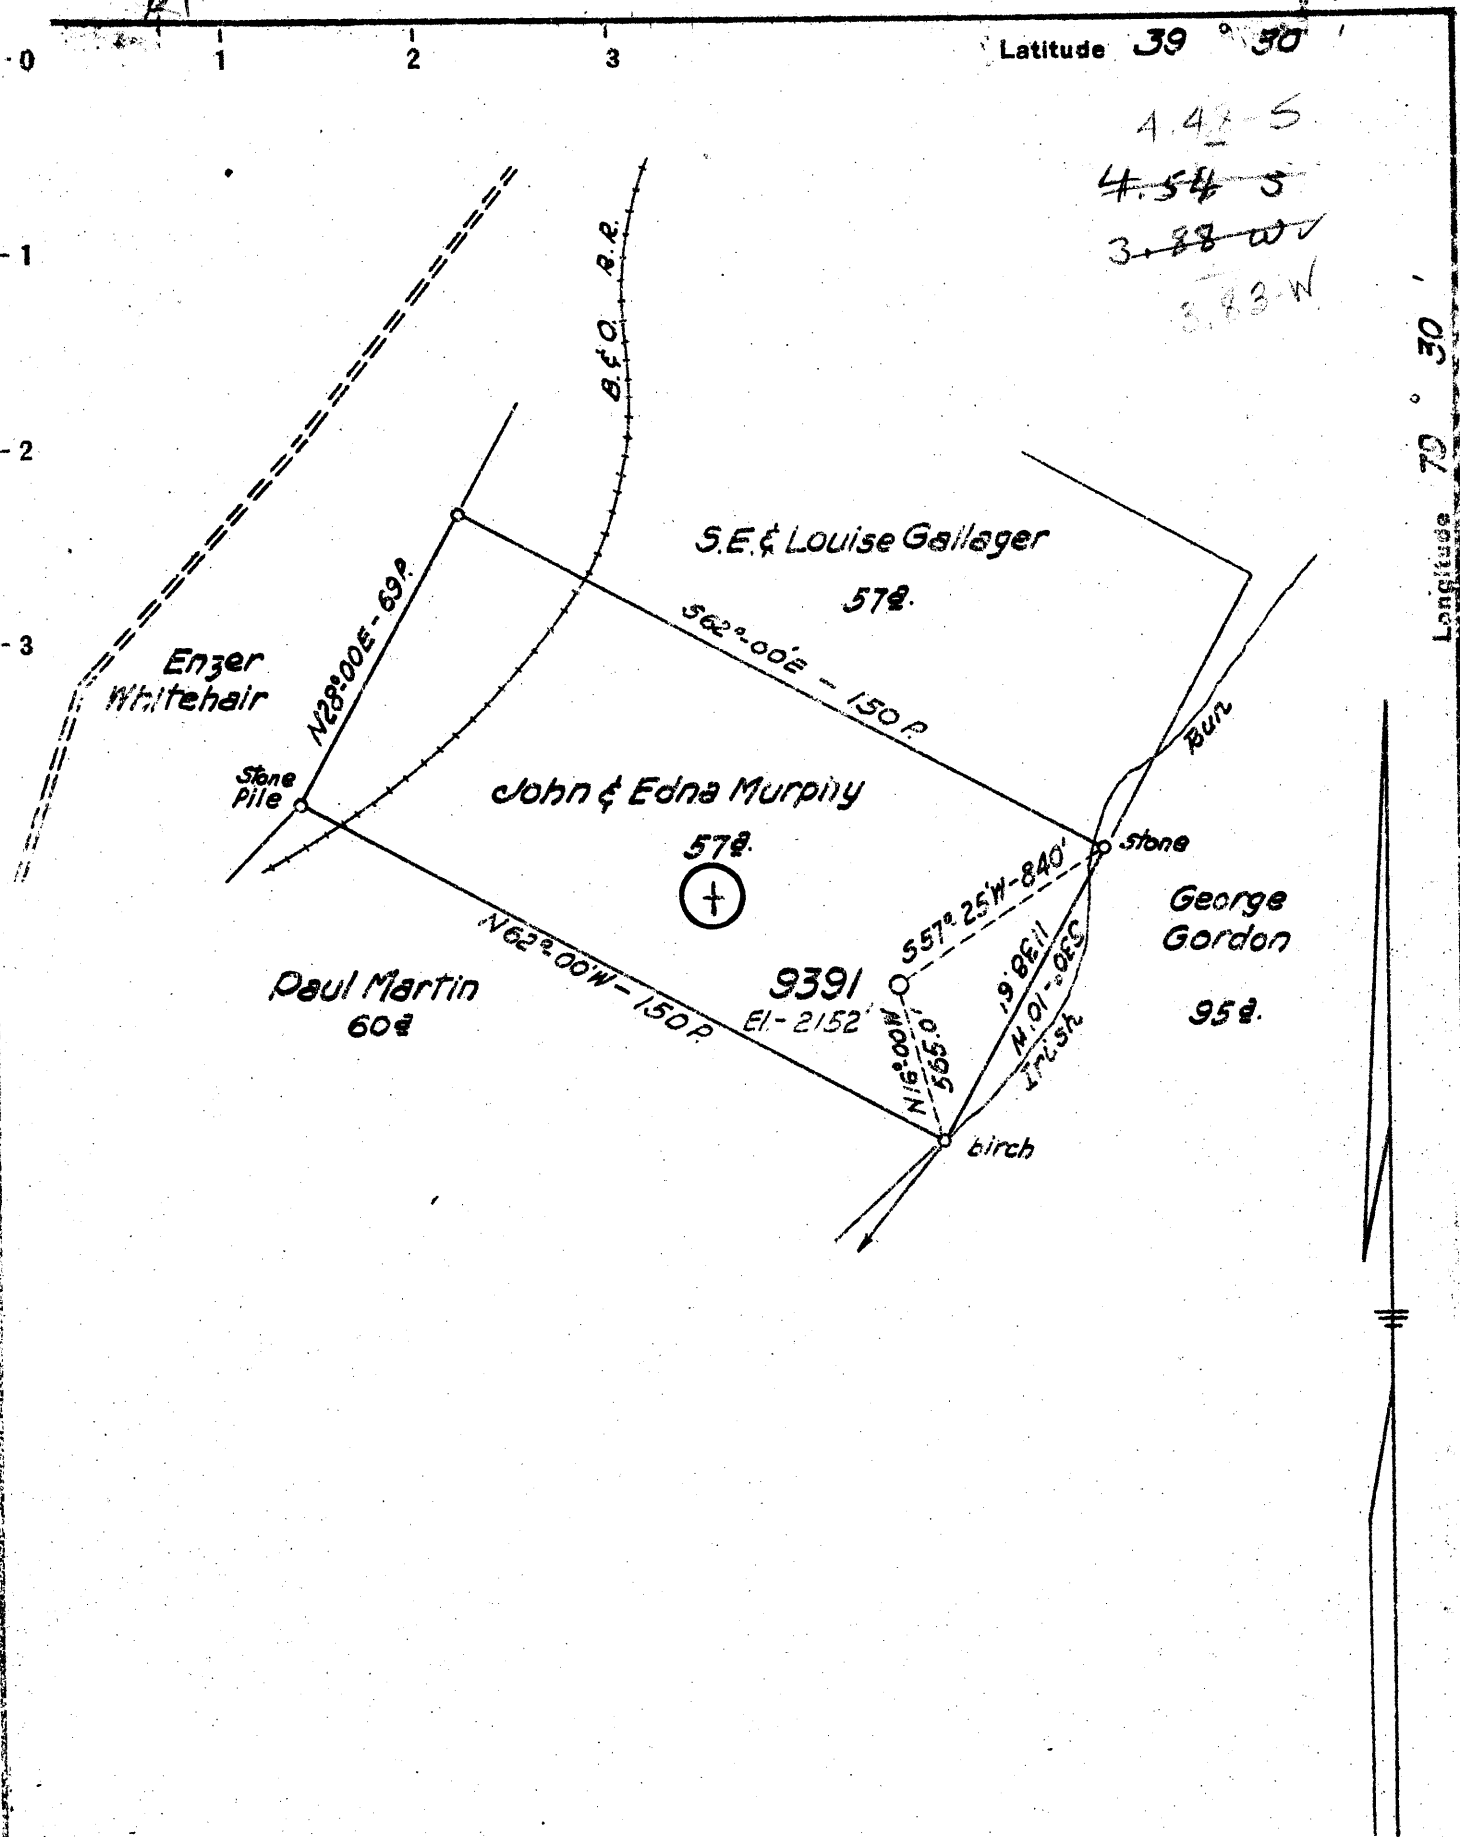 0
1
2
3
Latitude 39 ° 30 '
4.42-S
4.54 S
3.88 W
3.83-W
Longitude 79 ° 30 '
1
2
3
B.&O. R.R.
S.E. & Louise Gallager
57a.
S62°-00'E - 150 P.
N28°-00E-69P.
Enzer
Whitehair
Stone
Pile
John & Edna Murphy
57a.
Run
Stone
S57°25'W-840'
George
Gordon
95a.
N62°-00'W-150P.
Paul Martin
60a
9391
El.-2152'
N16°-00W
565.0'
1138.6'
S30°-10'W
Irish
birch